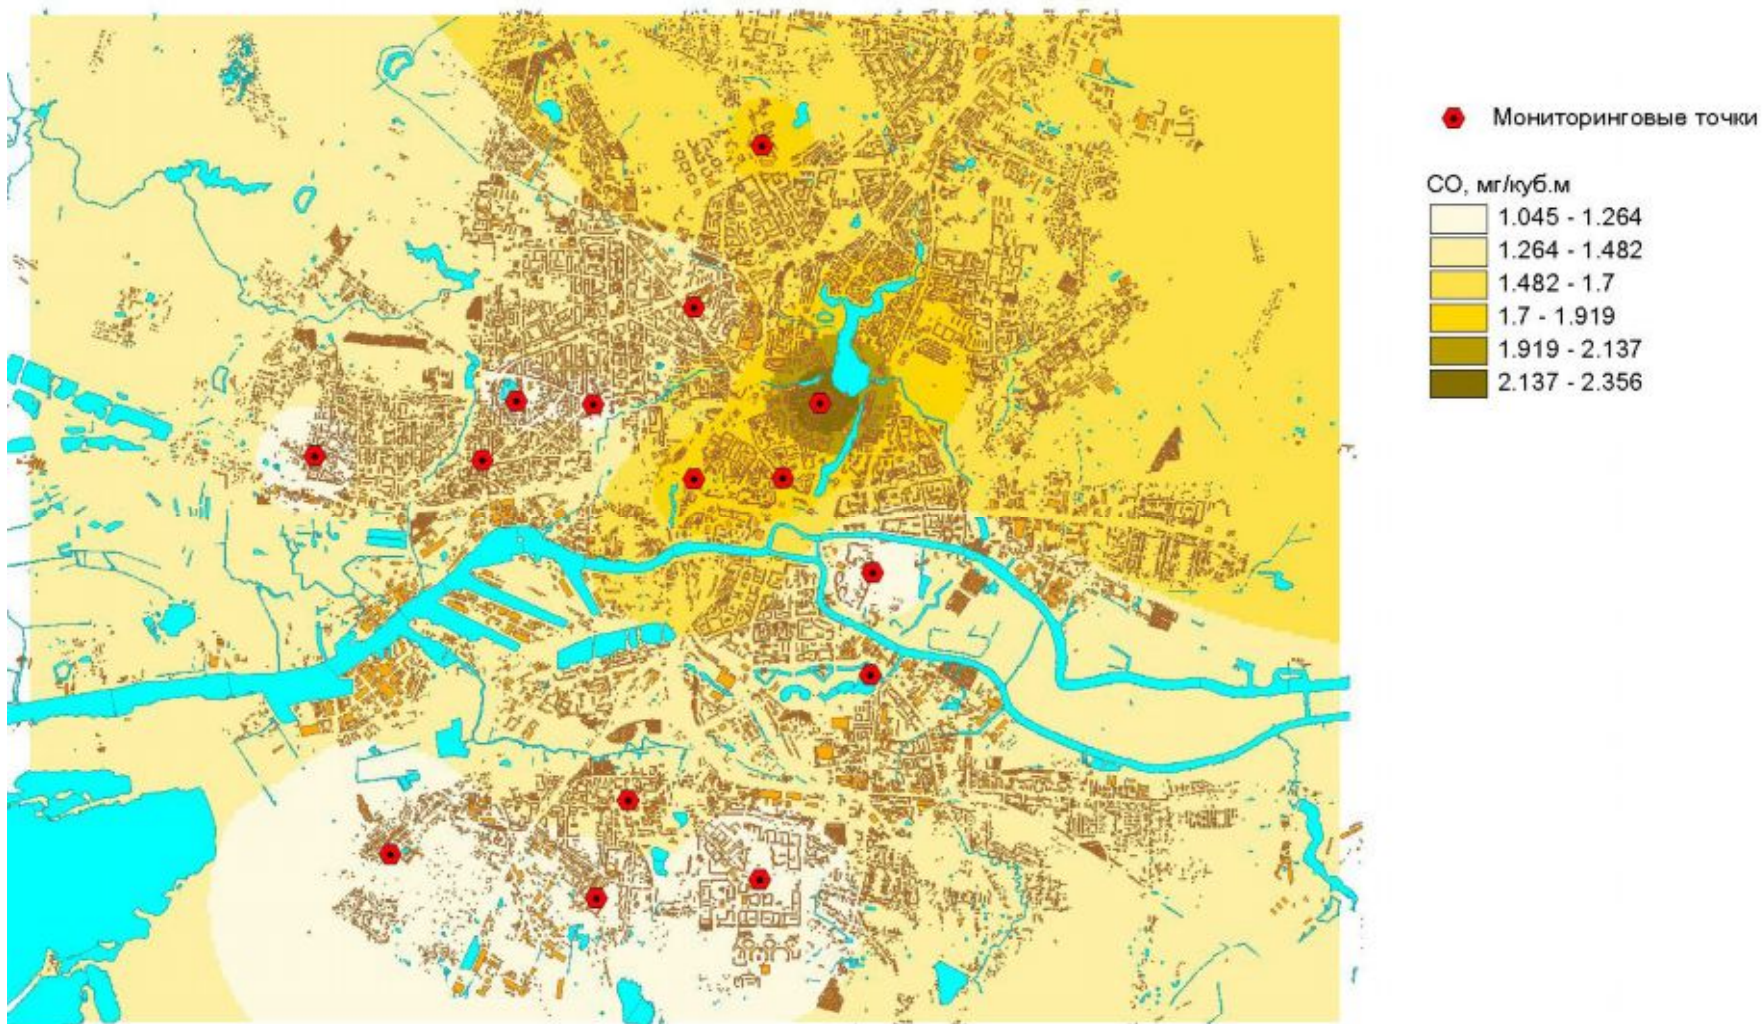 Мониторинговые точки
СО, мг/куб.м
1.045 - 1.264
1.264 - 1.482
1.482 - 1.7
1.7 - 1.919
1.919 - 2.137
2.137 - 2.356